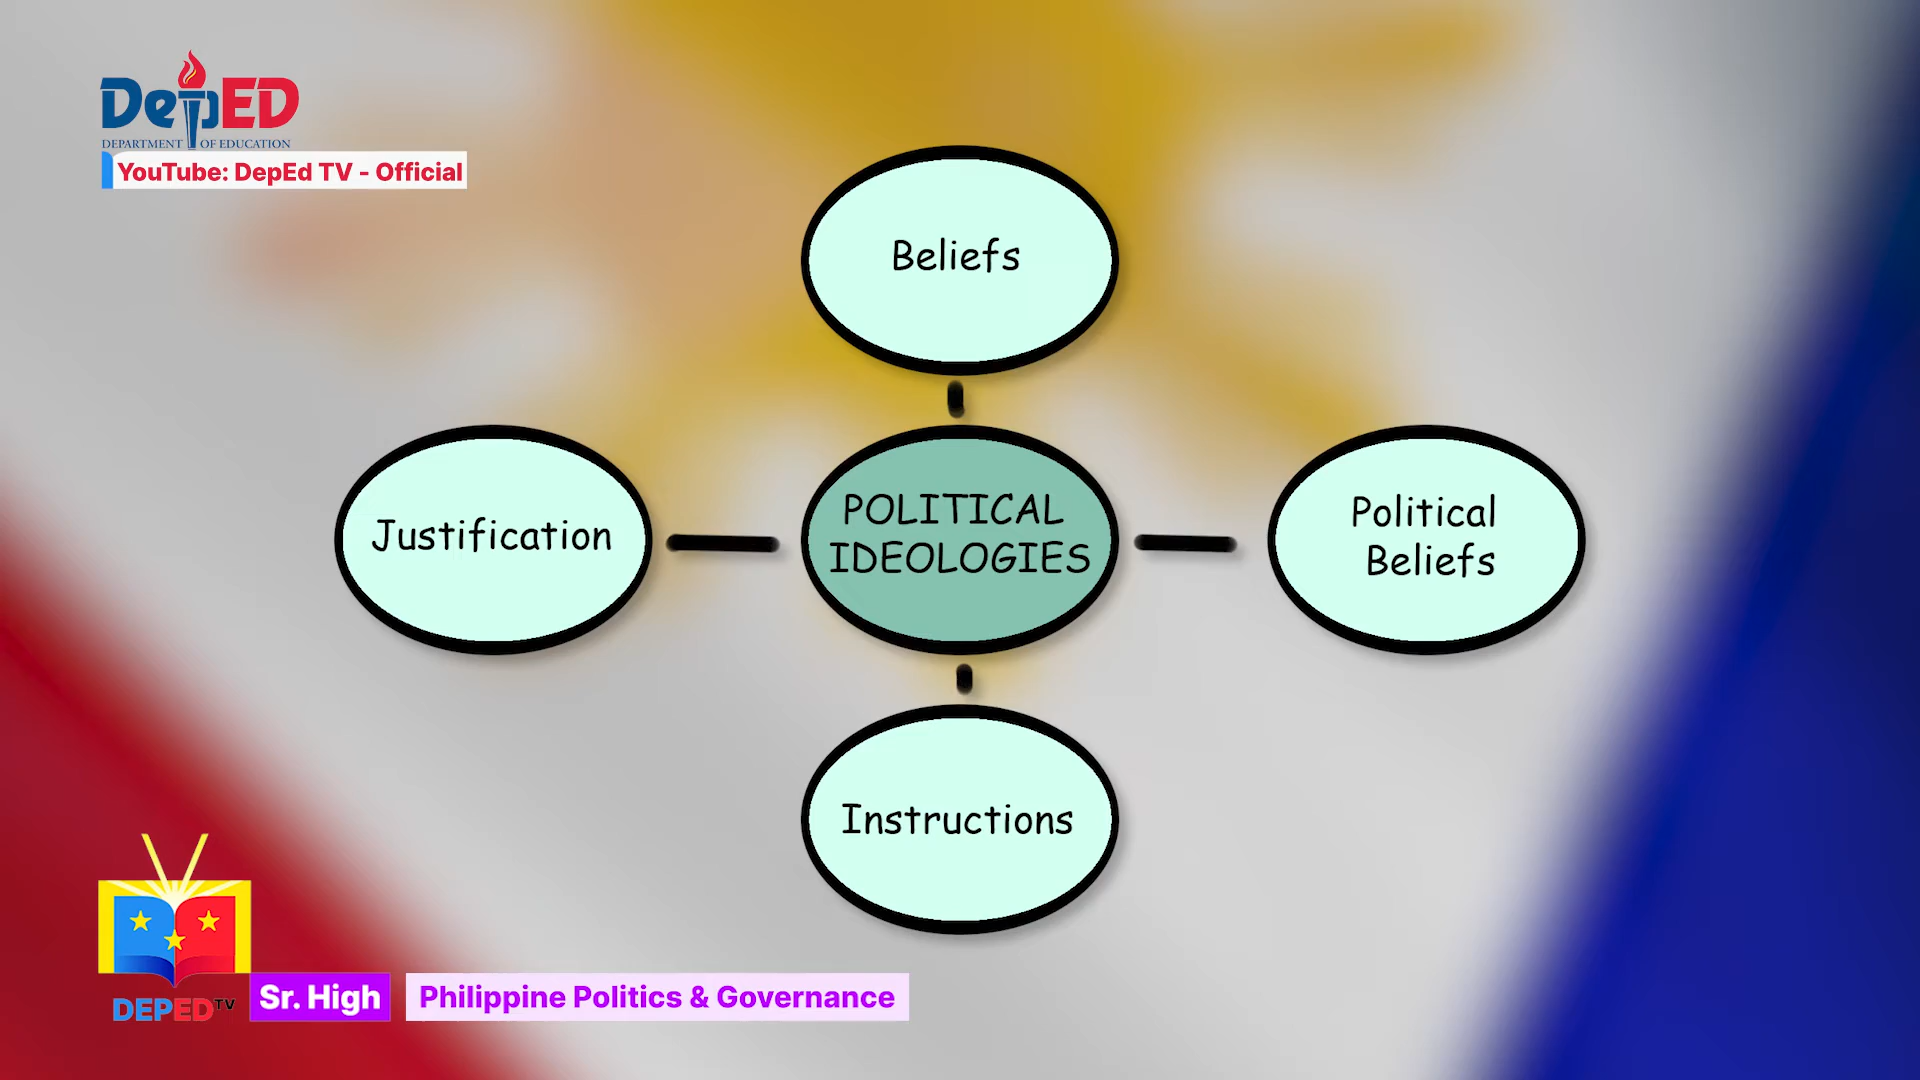 DepED
DEPARTMENT OF EDUCATION
YouTube: DepEd TV - Official
Beliefs
Justification
POLITICAL
IDEOLOGIES
Political
Beliefs
Instructions
DEPED TV
Sr. High
Philippine Politics & Governance